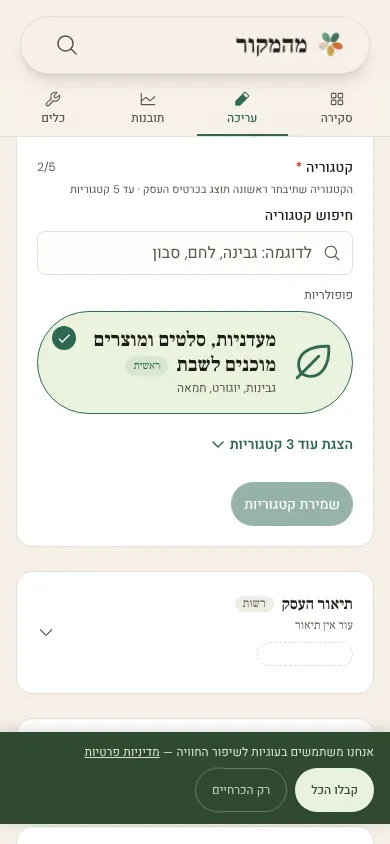 מהמקור
סקירה
עריכה
תובנות
כלים
קטגוריה *
2/5
הקטגוריה שתיבחר ראשונה תוצג בכרטיס העסק · עד 5 קטגוריות
חיפוש קטגוריה
לדוגמה: גבינה, לחם, סבון
פופולריות
מעדניות, סלטים ומוצרים
מוכנים לשבת ראשית
גבינות, יוגורט, חמאה
הצגת עוד 3 קטגוריות
שמירת קטגוריות
תיאור העסק רשות
עוד אין תיאור
אנחנו משתמשים בעוגיות לשיפור החוויה — מדיניות פרטיות
קבלו הכל
רק הכרחיים